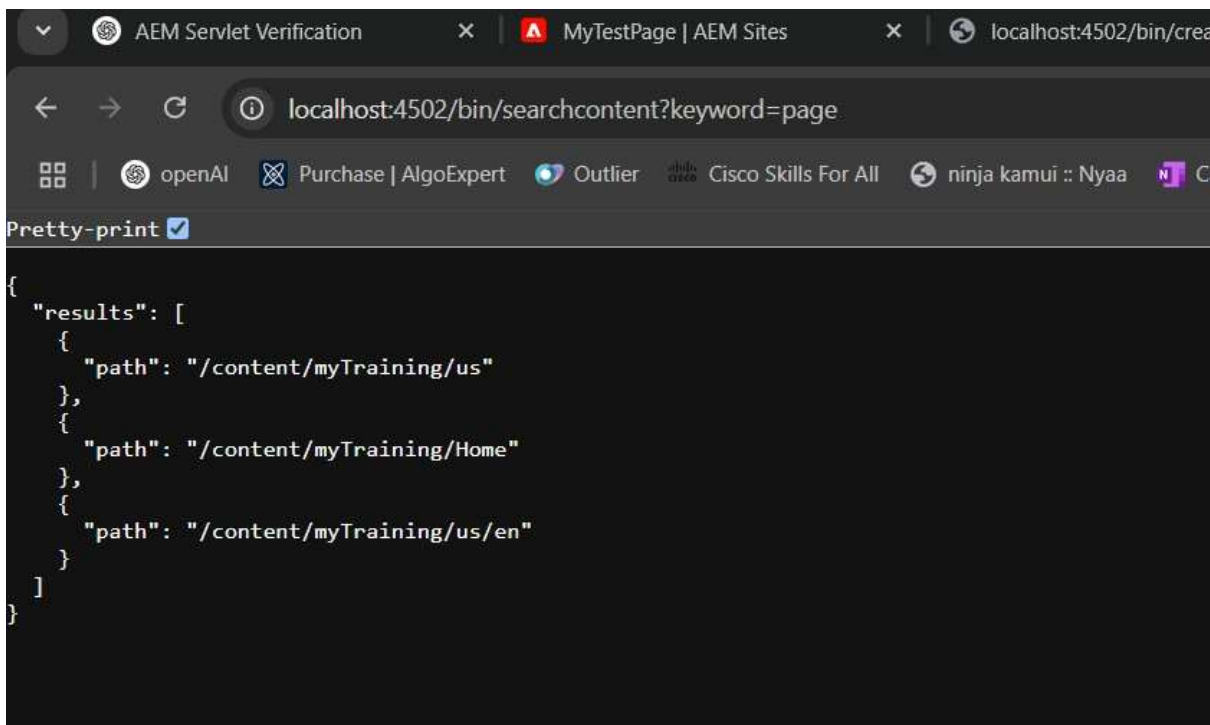 AEM Servlet Verification
MyTestPage | AEM Sites
localhost:4502/bin/crea
localhost:4502/bin/searchcontent?keyword=page
openAI Purchase | AlgoExpert Outlier Cisco Skills For All ninja kamui :: Nyaa C
Pretty-print
{
  "results": [
    {
      "path": "/content/myTraining/us"
    },
    {
      "path": "/content/myTraining/Home"
    },
    {
      "path": "/content/myTraining/us/en"
    }
  ]
}